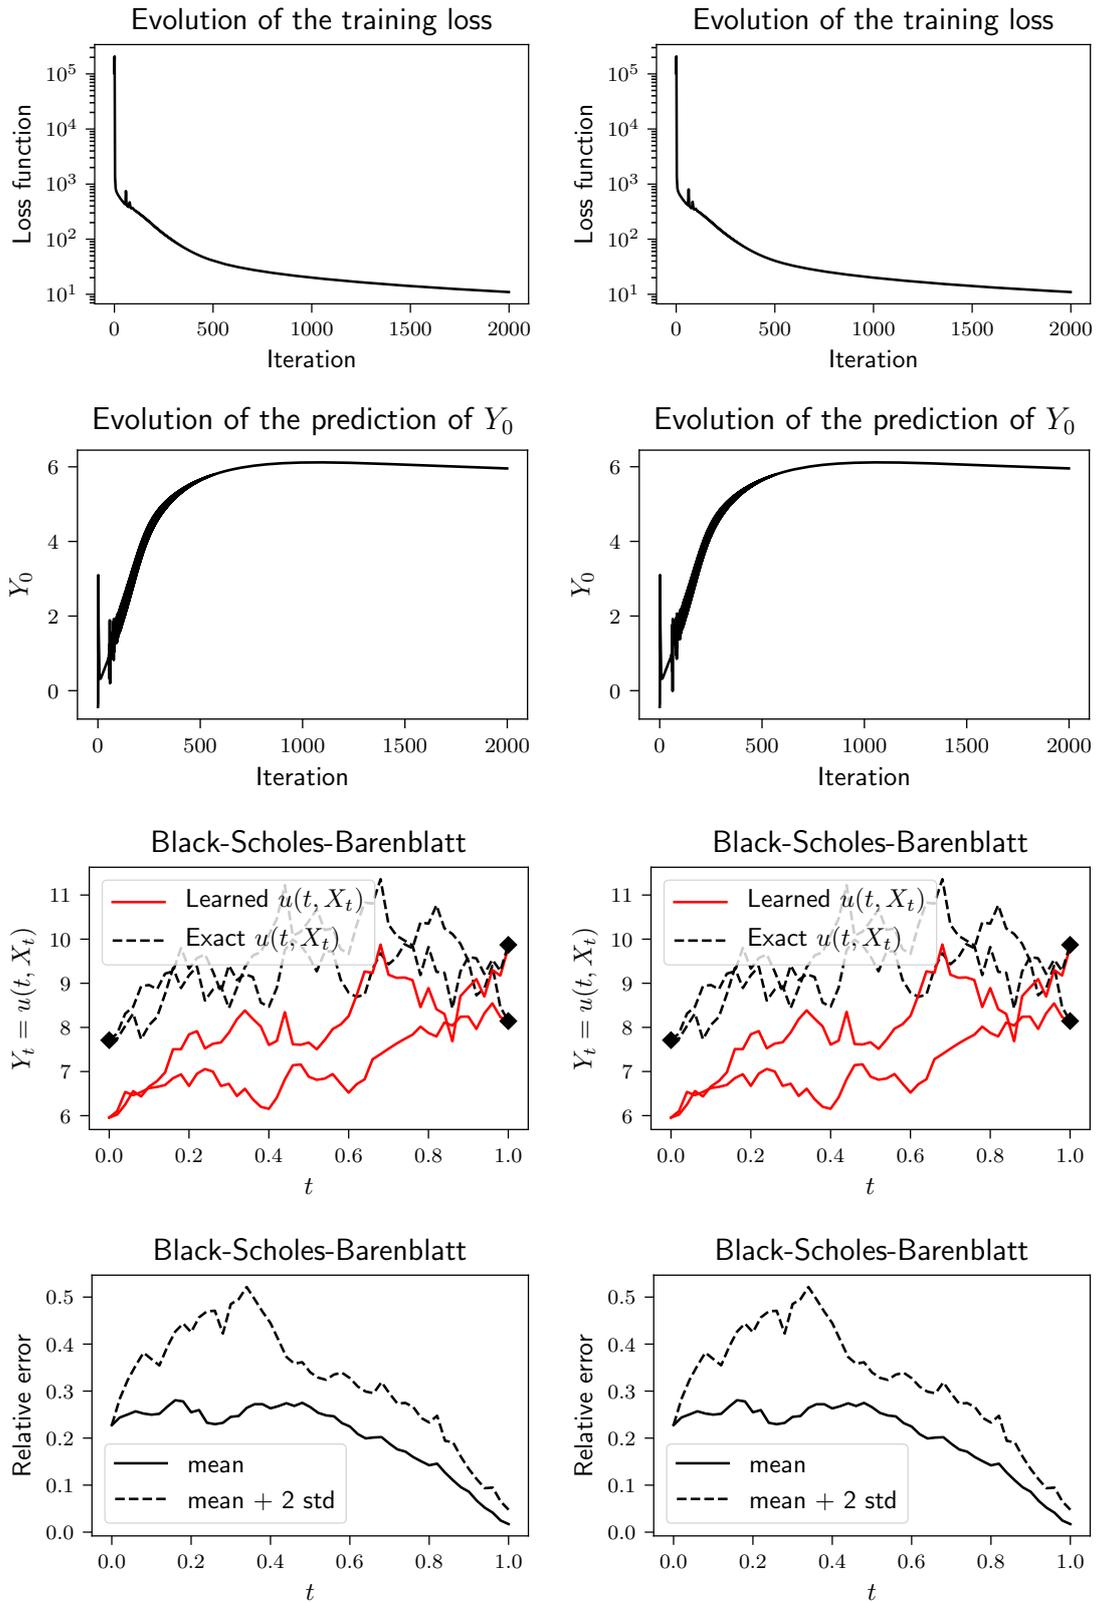 Evolution of the training loss
Evolution of the training loss
Loss function
10^5
10^4
10^3
10^2
10^1
0 500 1000 1500 2000
Iteration
Loss function
10^5
10^4
10^3
10^2
10^1
0 500 1000 1500 2000
Iteration
Evolution of the prediction of Y_0
Evolution of the prediction of Y_0
Y_0
6
4
2
0
0 500 1000 1500 2000
Iteration
Y_0
6
4
2
0
0 500 1000 1500 2000
Iteration
Black-Scholes-Barenblatt
Black-Scholes-Barenblatt
Y_t = u(t, X_t)
11
10
9
8
7
6
Learned u(t, X_t)
Exact u(t, X_t)
0.0 0.2 0.4 0.6 0.8 1.0
t
Y_t = u(t, X_t)
11
10
9
8
7
6
Learned u(t, X_t)
Exact u(t, X_t)
0.0 0.2 0.4 0.6 0.8 1.0
t
Black-Scholes-Barenblatt
Black-Scholes-Barenblatt
Relative error
0.5
0.4
0.3
0.2
0.1
0.0
mean
mean + 2 std
0.0 0.2 0.4 0.6 0.8 1.0
t
Relative error
0.5
0.4
0.3
0.2
0.1
0.0
mean
mean + 2 std
0.0 0.2 0.4 0.6 0.8 1.0
t